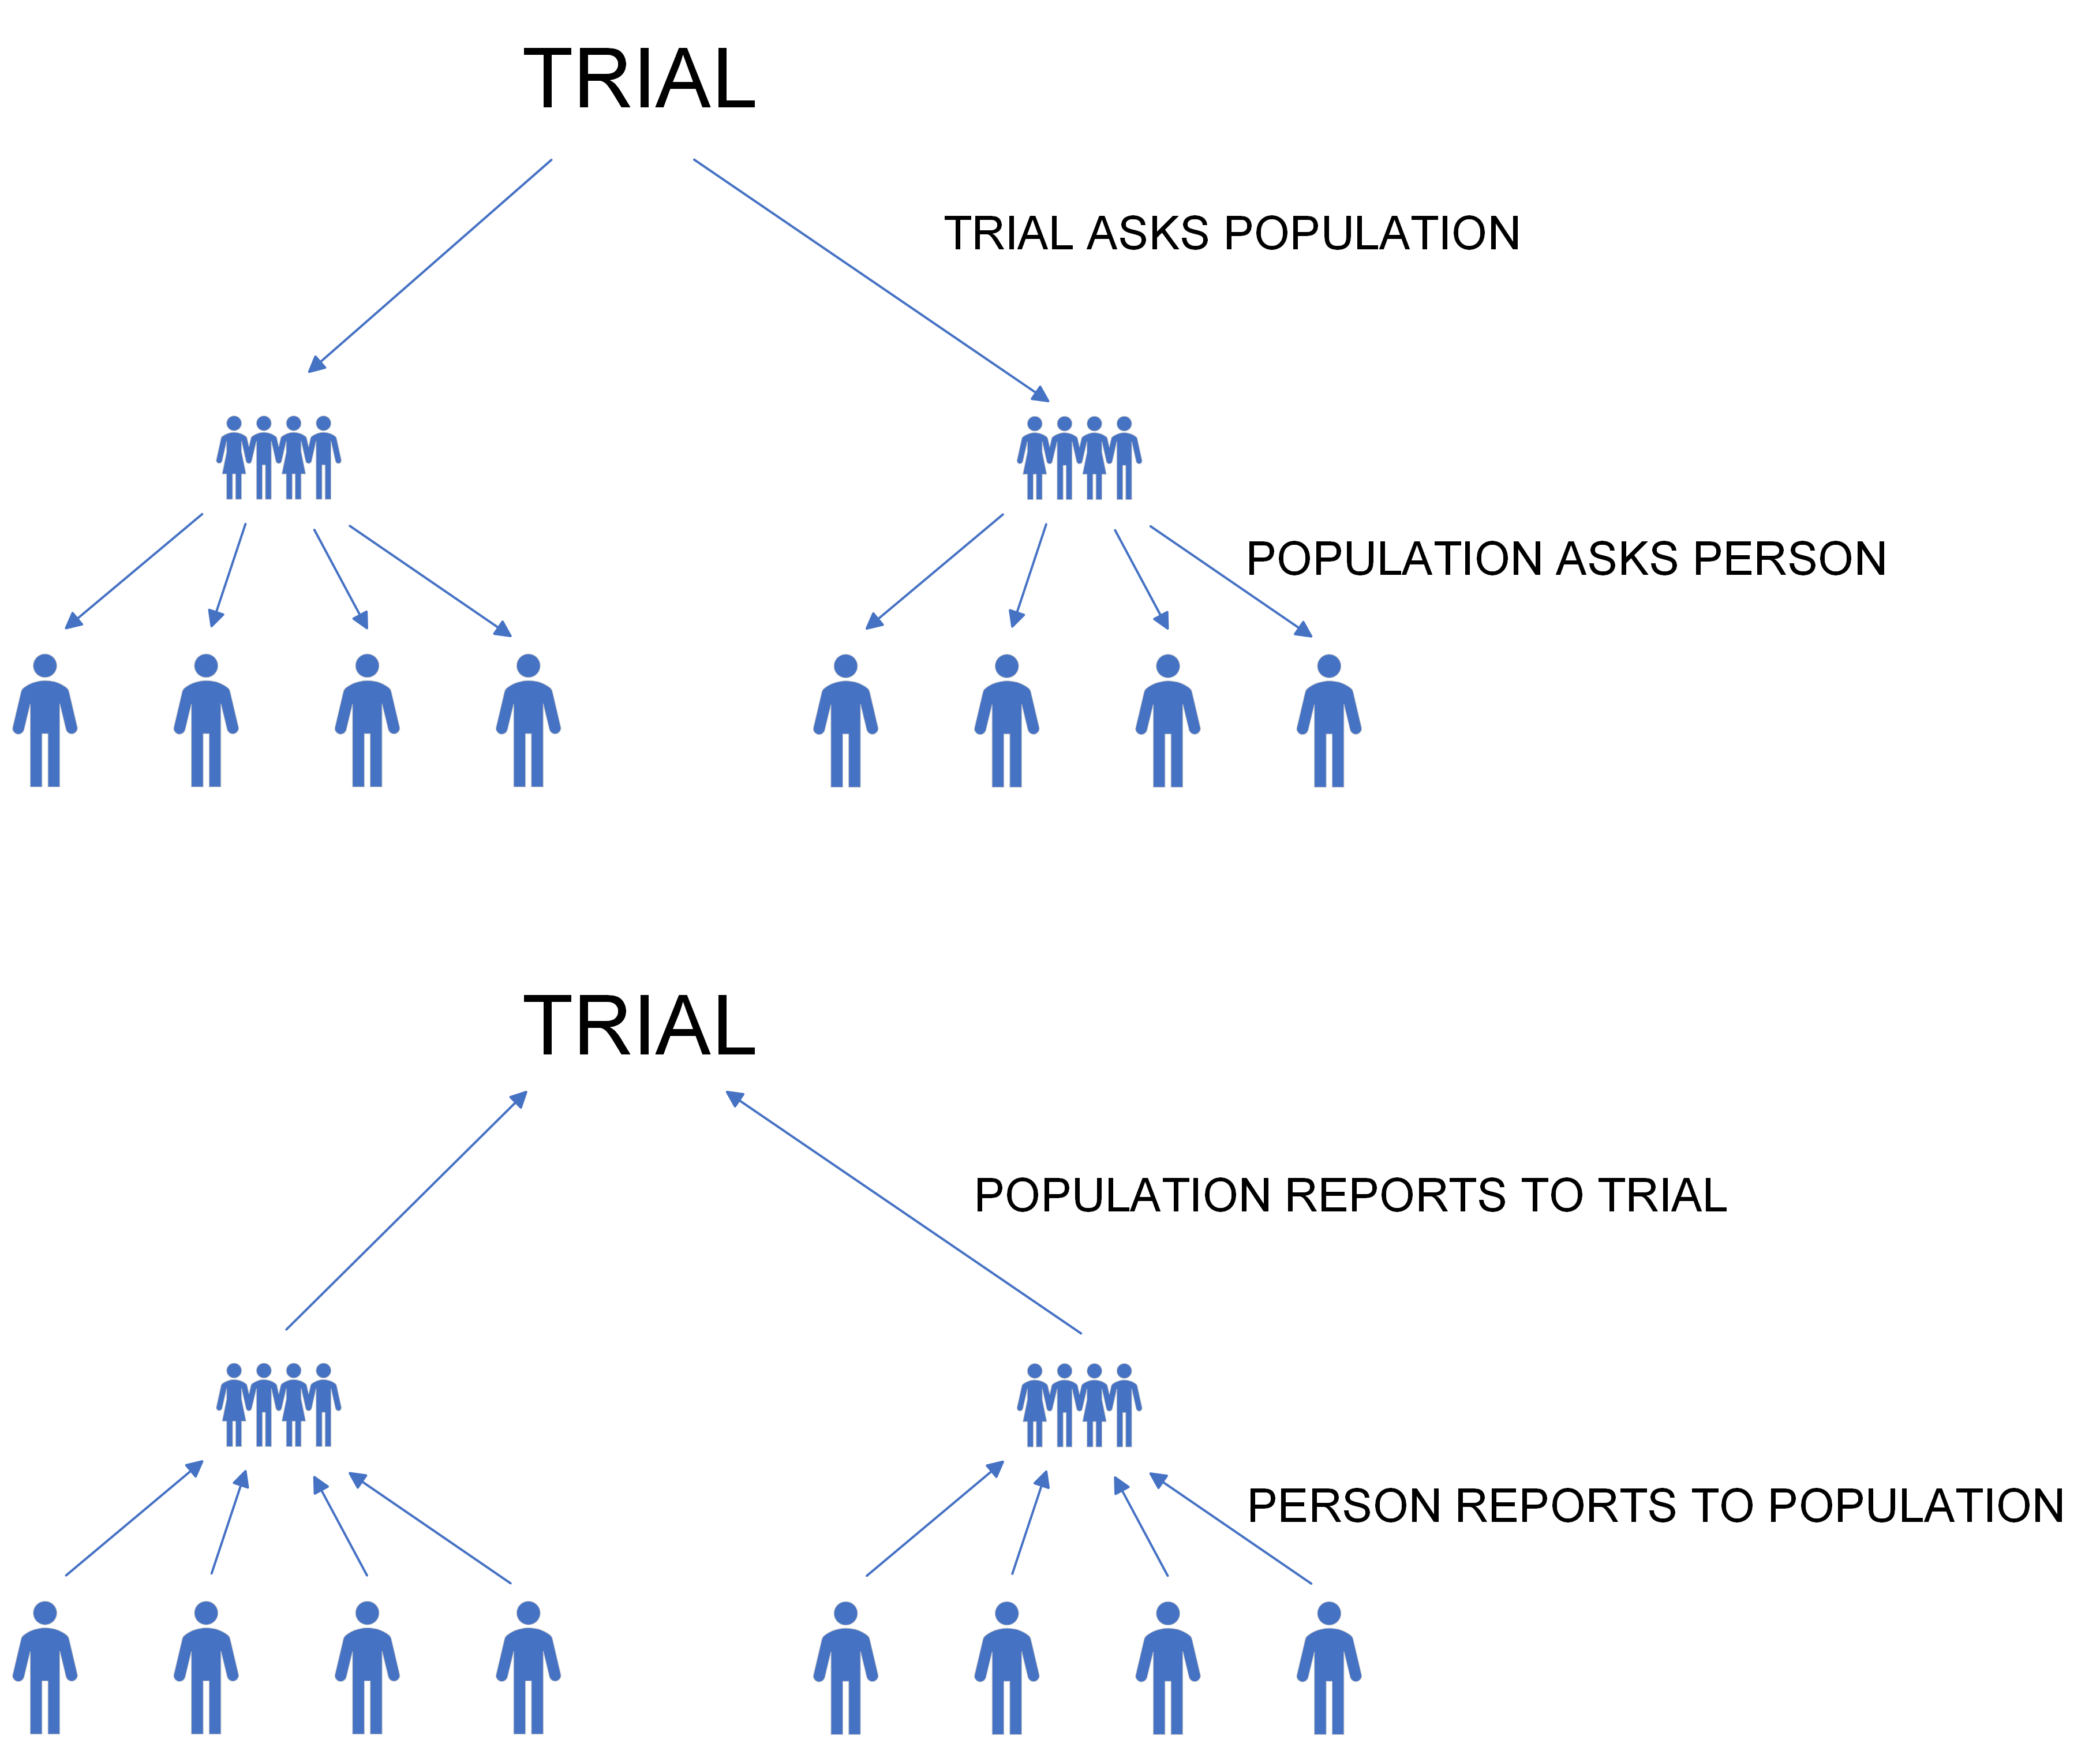 TRIAL
TRIAL ASKS POPULATION
POPULATION ASKS PERSON
TRIAL
POPULATION REPORTS TO TRIAL
PERSON REPORTS TO POPULATION